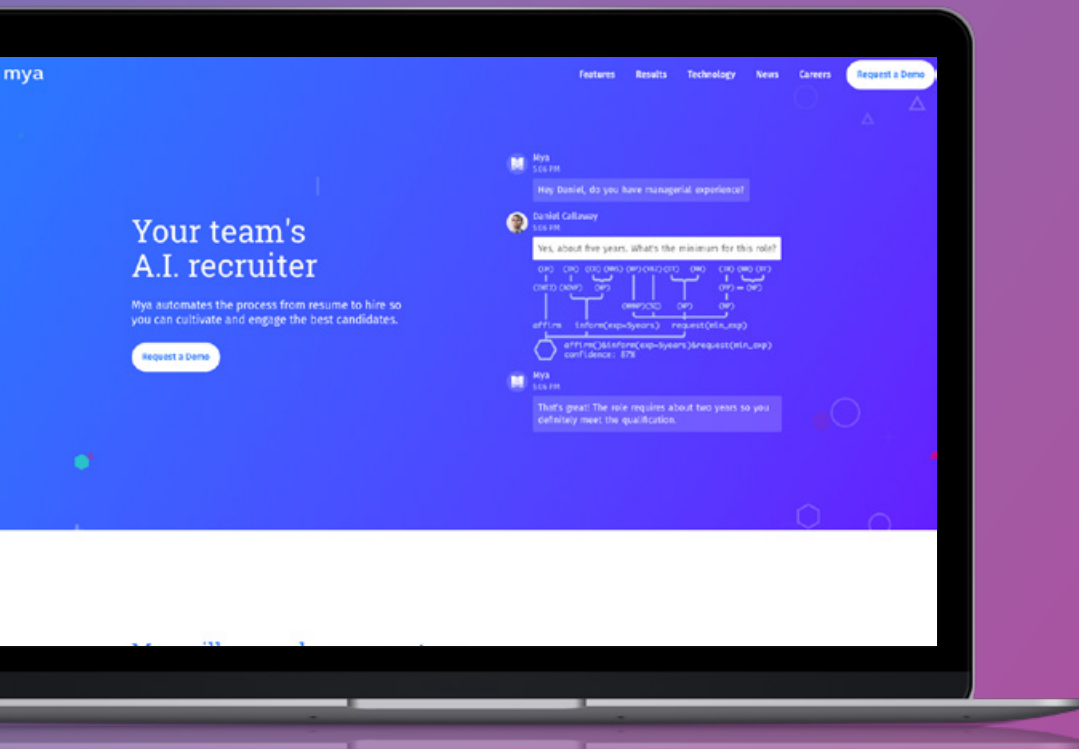 mya
Features Results Technology News Careers Request a Demo
Your team's
A.I. recruiter
Mya automates the process from resume to hire so
you can cultivate and engage the best candidates.
Request a Demo
Mya
5:06 PM
Hey Daniel, do you have managerial experience?
Daniel Callaway
5:06 PM
Yes, about five years. What's the minimum for this role?
affirm inform(exp=5years) request(min_exp)
affirm()&inform(exp=5years)&request(min_exp)
confidence: 87%
Mya
5:06 PM
That's great! The role requires about two years so you
definitely meet the qualification.